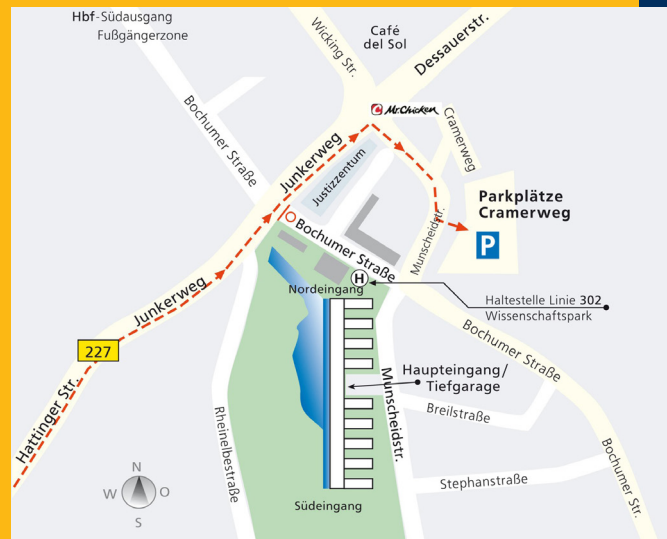 Hbf-Südausgang
Fußgängerzone
Café
del Sol
Wicking Str.
Dessauerstr.
Bochumer Straße
Mr.Chicken
Cramerweg
Junkerweg
Justizzentum
Parkplätze
Cramerweg
P
Munscheidstr.
Bochumer Straße
H
Nordeingang
Haltestelle Linie 302
Wissenschaftspark
Junkerweg
227
Bochumer Straße
Haupteingang/
Tiefgarage
Hattinger Str.
Rheinelbestraße
Munscheidstr.
Breilstraße
Bochumer Str.
Stephanstraße
N
W
O
S
Südeingang